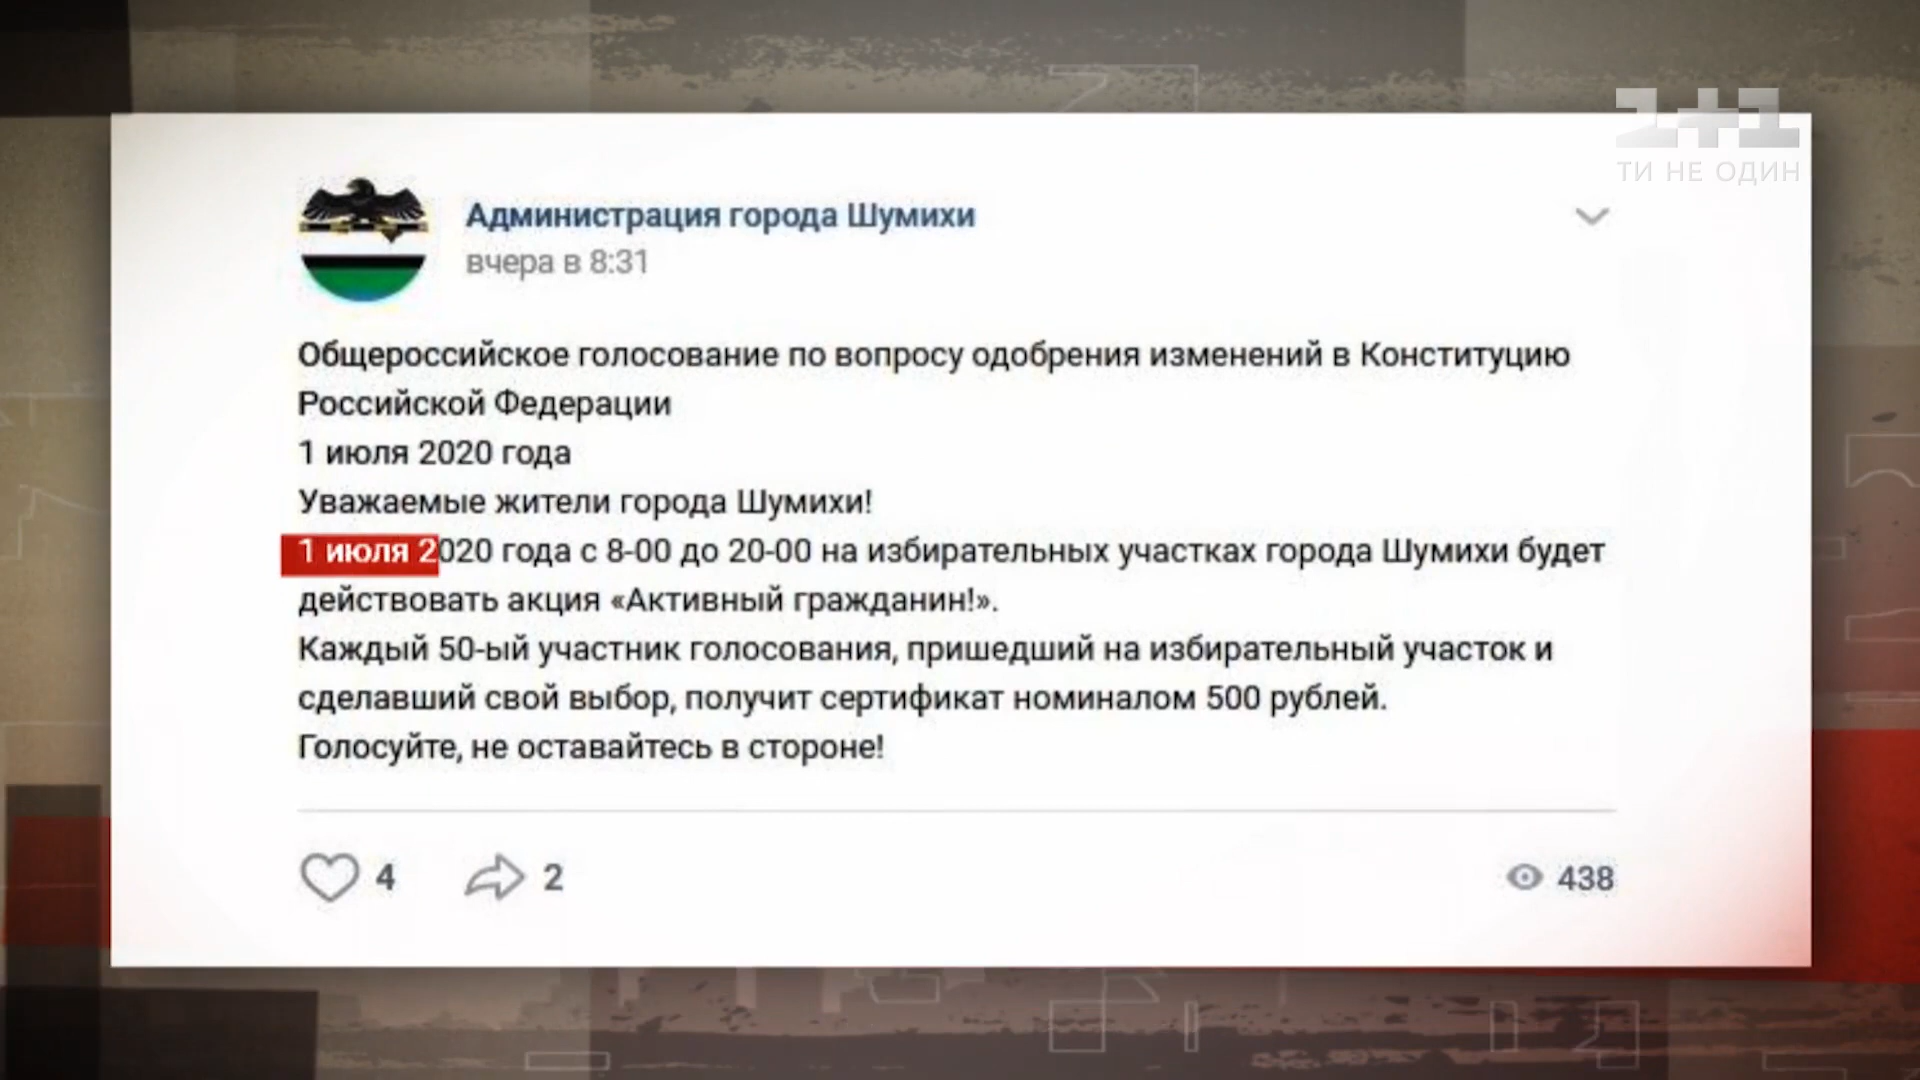 1+1
ТИ НЕ ОДИН
Администрация города Шумихи
вчера в 8:31
Общероссийское голосование по вопросу одобрения изменений в Конституцию
Российской Федерации
1 июля 2020 года
Уважаемые жители города Шумихи!
1 июля 2020 года с 8-00 до 20-00 на избирательных участках города Шумихи будет
действовать акция «Активный гражданин!».
Каждый 50-ый участник голосования, пришедший на избирательный участок и
сделавший свой выбор, получит сертификат номиналом 500 рублей.
Голосуйте, не оставайтесь в стороне!
4 2 438